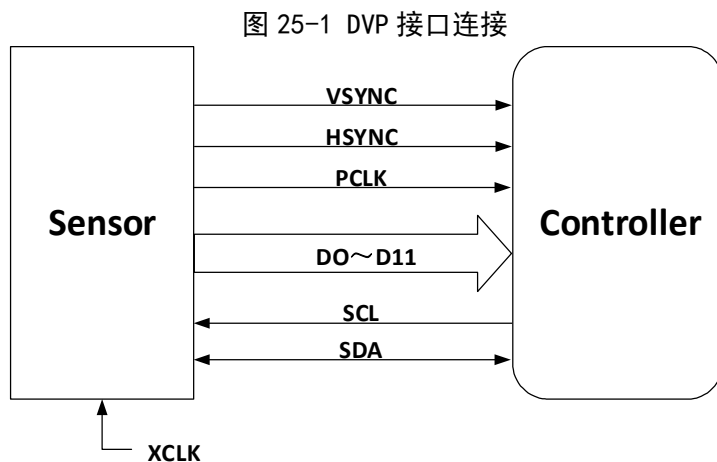 图 25-1 DVP 接口连接
VSYNC
HSYNC
PCLK
Sensor
Controller
DO～D11
SCL
SDA
XCLK